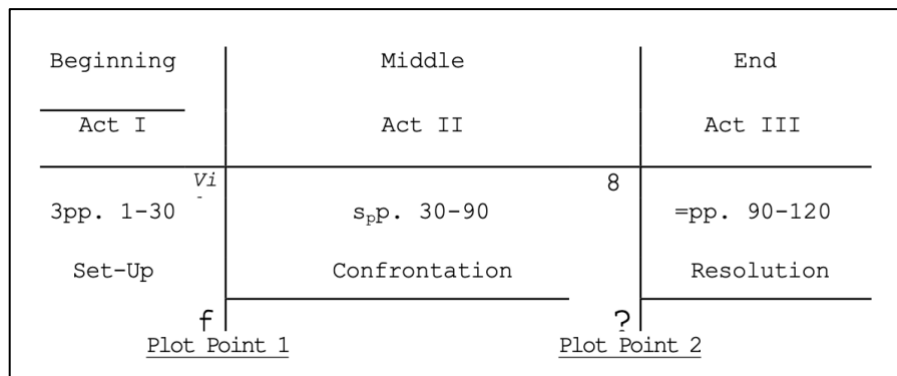 Beginning Middle End
Act I Act II Act III
Vi 8
3pp. 1-30 spp. 30-90 =pp. 90-120
Set-Up Confrontation Resolution
f ?
Plot Point 1 Plot Point 2